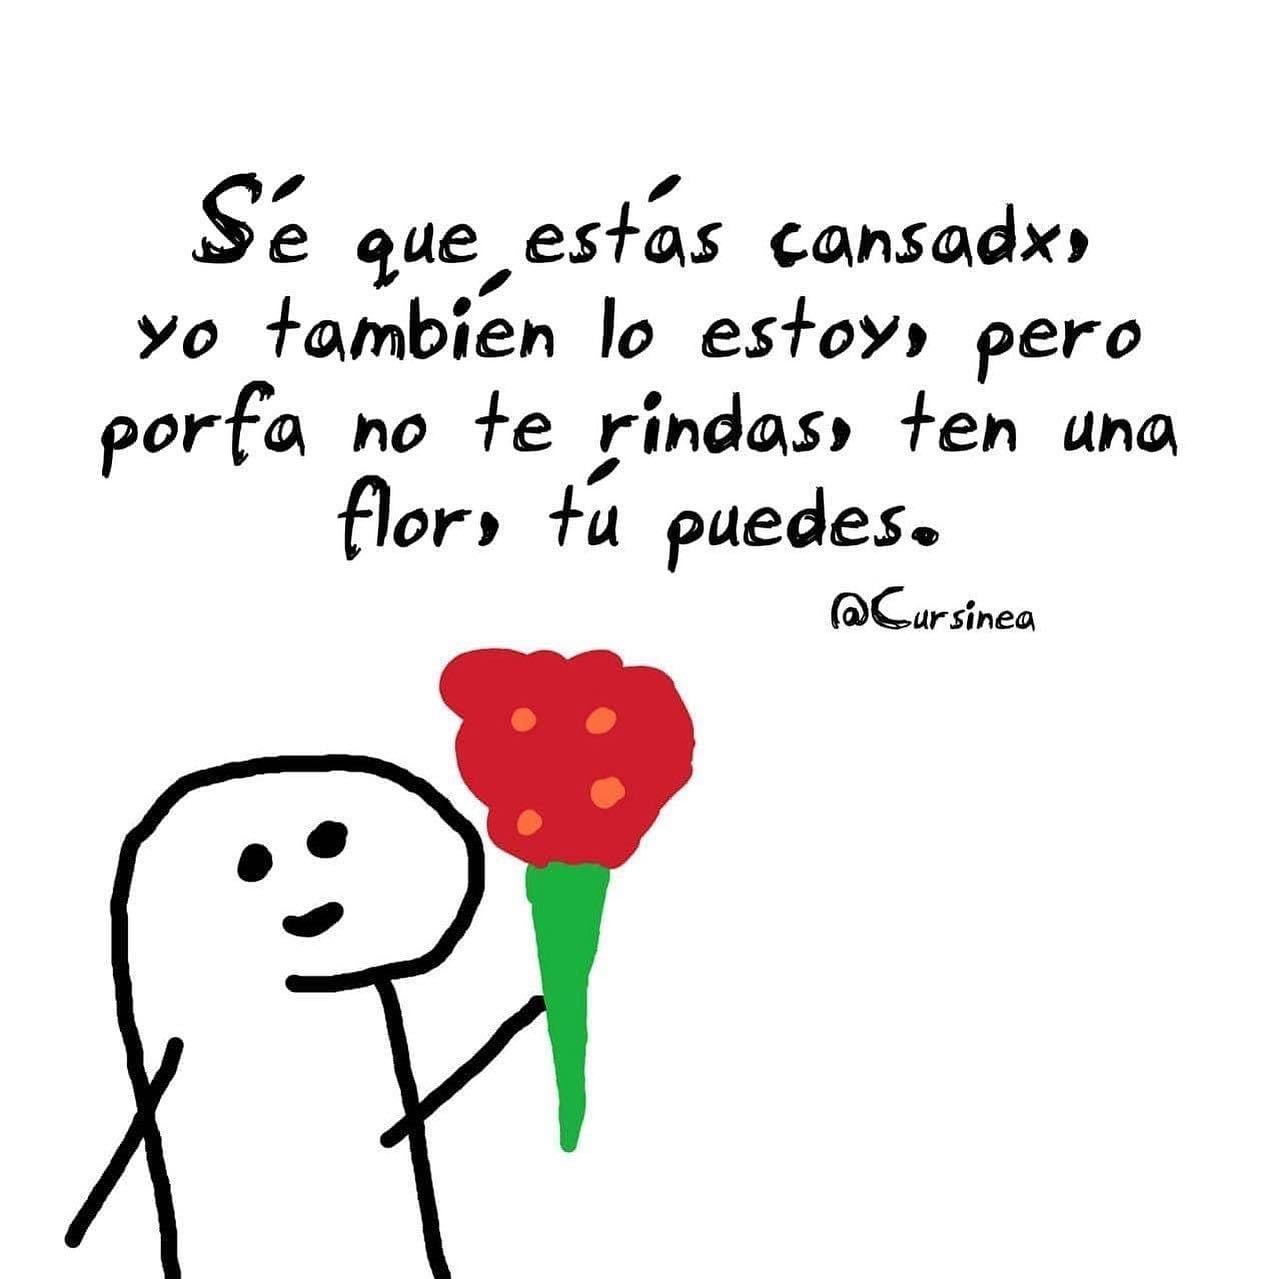 Sé que estás cansadx,
yo también lo estoy, pero
porfa no te rindas, ten una
flor, tú puedes.
@Cursinea